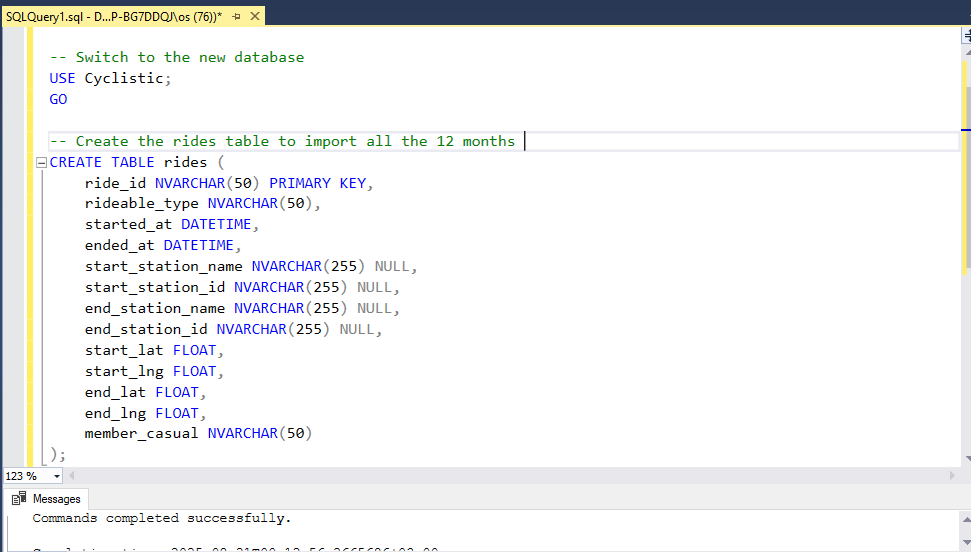 SQLQuery1.sql - D...P-BG7DDQJ\os (76))*
-- Switch to the new database
USE Cyclistic;
GO
-- Create the rides table to import all the 12 months
CREATE TABLE rides (
ride_id NVARCHAR(50) PRIMARY KEY,
rideable_type NVARCHAR(50),
started_at DATETIME,
ended_at DATETIME,
start_station_name NVARCHAR(255) NULL,
start_station_id NVARCHAR(255) NULL,
end_station_name NVARCHAR(255) NULL,
end_station_id NVARCHAR(255) NULL,
start_lat FLOAT,
start_lng FLOAT,
end_lat FLOAT,
end_lng FLOAT,
member_casual NVARCHAR(50)
);
123 %
Messages
Commands completed successfully.